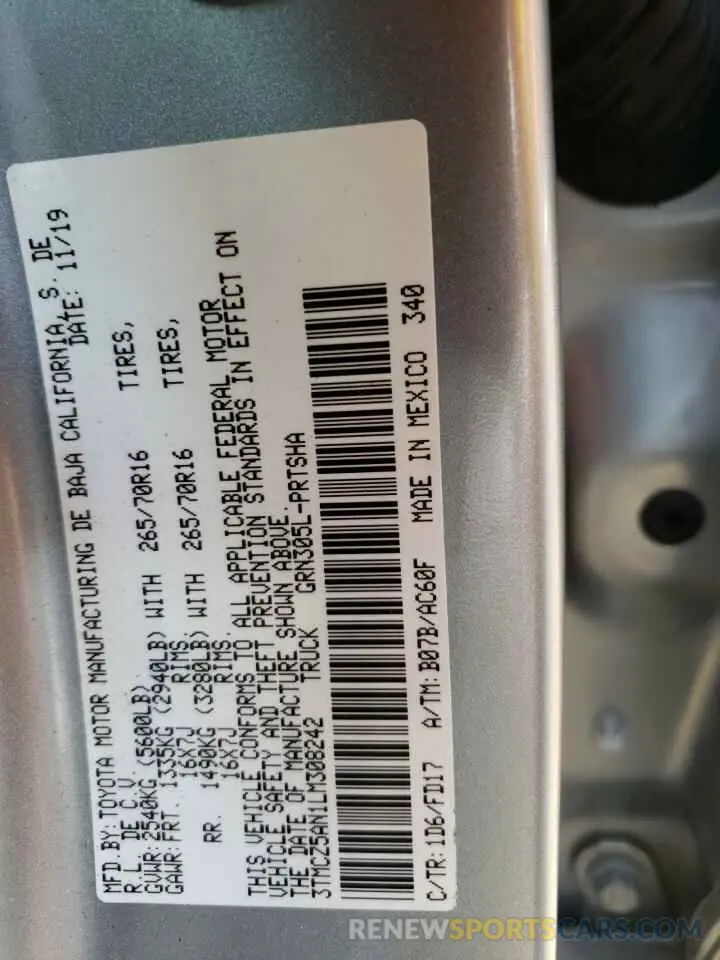 MFD.BY:TOYOTA MOTOR MANUFACTURING DE BAJA CALIFORNIA, S. DE
R.L. DE C.V. DATE: 11/19
GVWR: 2540KG (5600LB)
GAWR: FRT. 1335KG (2940LB) WITH 265/70R16 TIRES,
16X7J RIMS.
RR. 1490KG (3280LB) WITH 265/70R16 TIRES,
16X7J RIMS.
THIS VEHICLE CONFORMS TO ALL APPLICABLE FEDERAL MOTOR
VEHICLE SAFETY AND THEFT PREVENTION STANDARDS IN EFFECT ON
THE DATE OF MANUFACTURE SHOWN ABOVE.
3TMCZ5AN1LM308242 TRUCK GRN305L-PRTSHA
C/TR:1D6/FD17 A/TM:B07B/AC60F MADE IN MEXICO 340
RENEWSPORTSCARS.COM